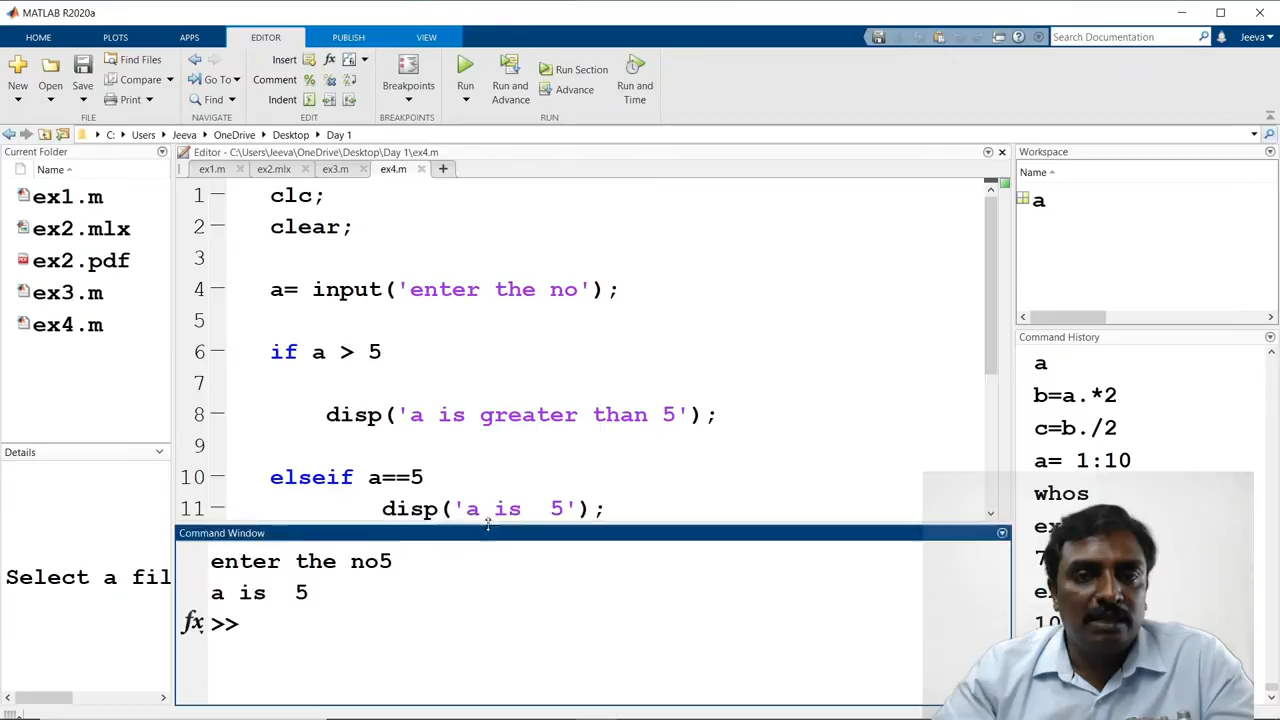 MATLAB R2020a
HOME PLOTS APPS EDITOR PUBLISH VIEW Search Documentation Jeeva
Find Files Insert fx Run Section
New Open Save Compare Go To Comment Breakpoints Run Run and Advance Advance Run and Time
Print Find Indent
FILE NAVIGATE EDIT BREAKPOINTS RUN
C: Users Jeeva OneDrive Desktop Day 1
Current Folder
Name
ex1.m
ex2.mlx
ex2.pdf
ex3.m
ex4.m
Details
Select a fil
Editor - C:\Users\Jeeva\OneDrive\Desktop\Day 1\ex4.m
ex1.m ex2.mlx ex3.m ex4.m
1 clc;
2 clear;
3
4 a= input('enter the no');
5
6 if a > 5
7
8 disp('a is greater than 5');
9
10 elseif a==5
11 disp('a is  5');
Command Window
enter the no5
a is  5
fx >>
Workspace
Name
a
Command History
a
b=a.*2
c=b./2
a= 1:10
whos
ex
7
e
10